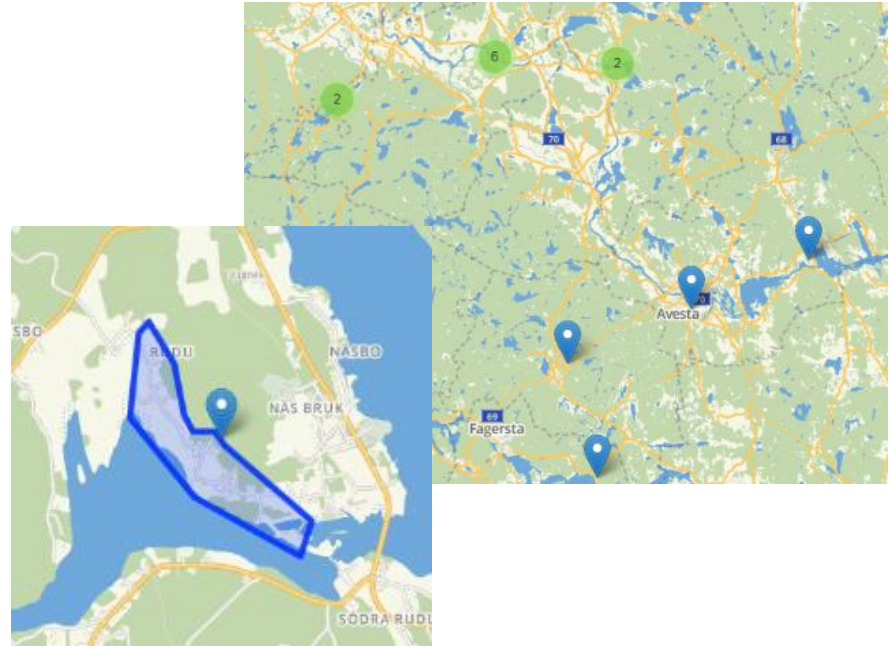 6
2
2
70
68
Avesta
69
Fagersta
SBO
RUDU
NÄSBO
NÄS BRUK
SÖDRA RUDU